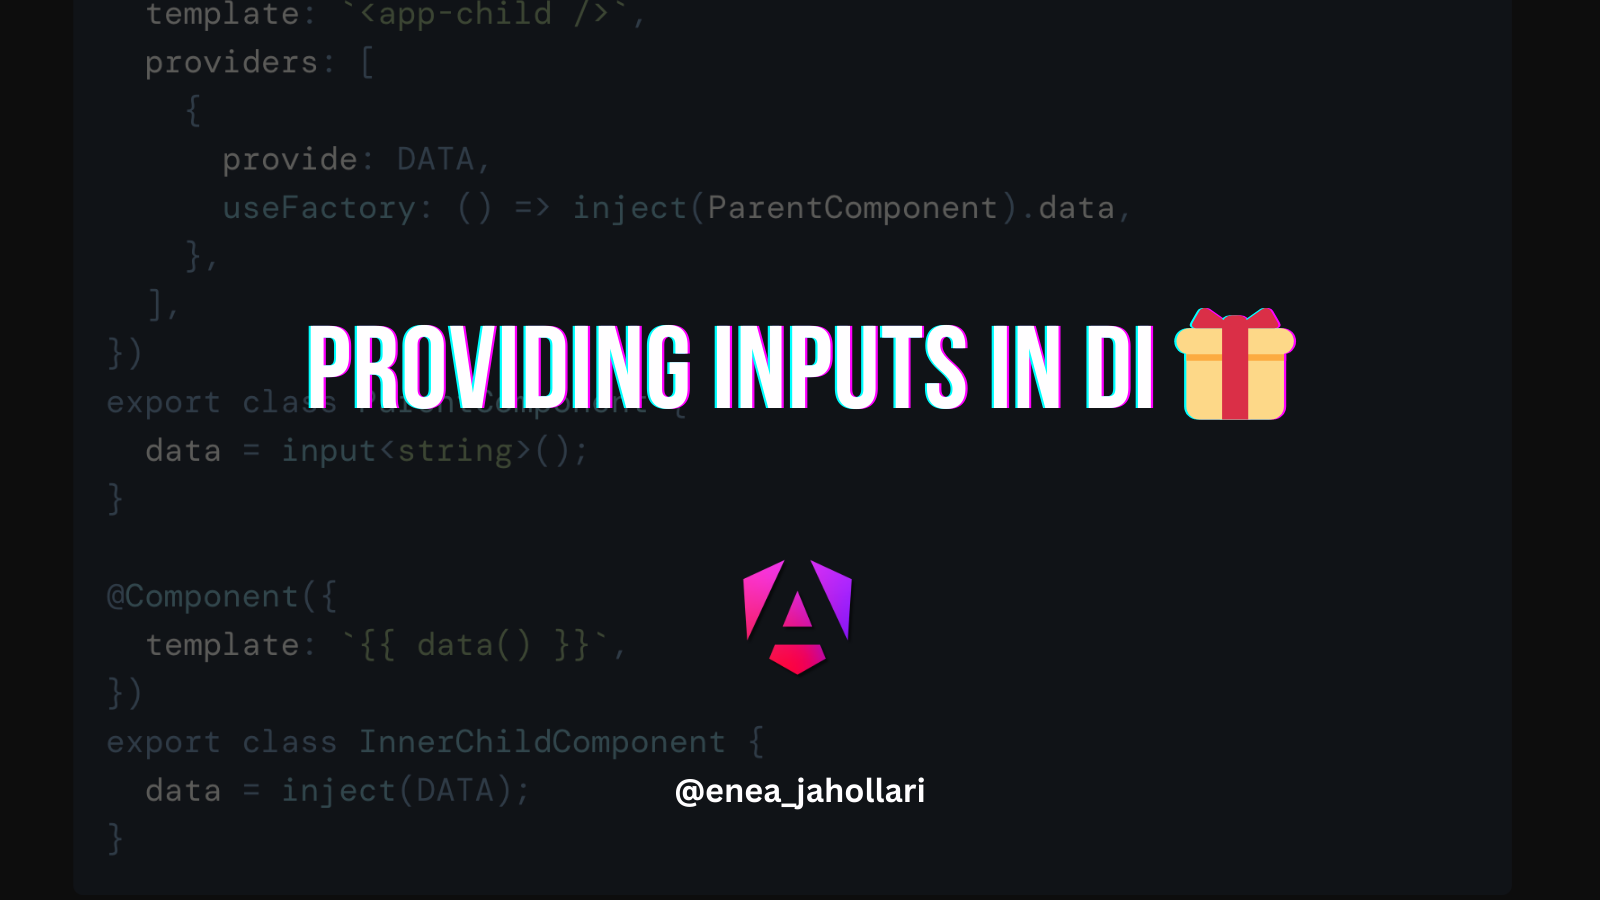 template: `<app-child />`,
providers: [
{
provide: DATA,
useFactory: () => inject(ParentComponent).data,
},
],
})
PROVIDING INPUTS IN DI
export class ParentComponent {
data = input<string>();
}
@Component({
template: `{{ data() }}`,
})
export class InnerChildComponent {
data = inject(DATA);
}
@enea_jahollari